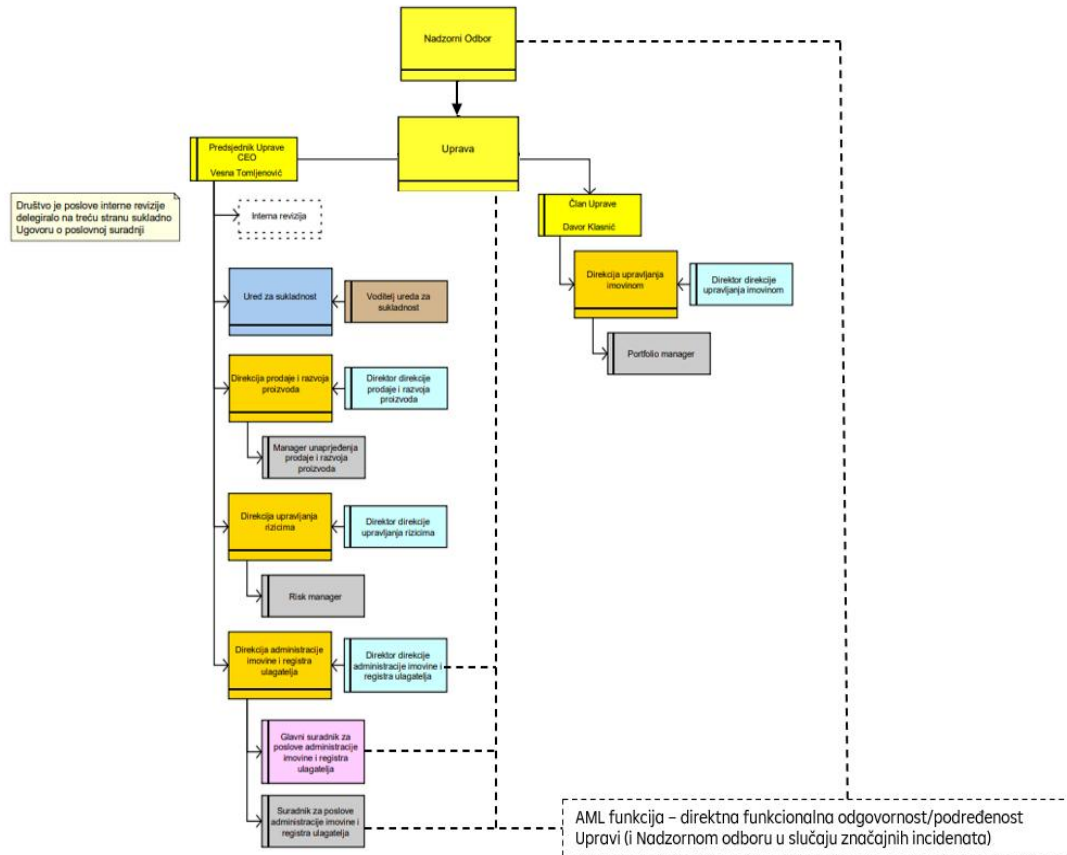 Nadzorni Odbor
Uprava
Predsjednik Uprave
CEO
Vesna Tomljenović
Društvo je poslove interne revizije
delegiralo na treću stranu sukladno
Ugovoru o poslovnoj suradnji
Interna revizija
Član Uprave
Davor Klasnić
Direkcija upravljanja
imovinom
Direktor direkcije
upravljanja imovinom
Portfolio manager
Ured za sukladnost
Voditelj ureda za
sukladnost
Direkcija prodaje i razvoja
proizvoda
Direktor direkcije
prodaje i razvoja
proizvoda
Manager unaprjeđenja
prodaje i razvoja
proizvoda
Direkcija upravljanja
rizicima
Direktor direkcije
upravljanja rizicima
Risk manager
Direkcija administracije
imovine i registra
ulagatelja
Direktor direkcije
administracije imovine i
registra ulagatelja
Glavni suradnik za
poslove administracije
imovine i registra
ulagatelja
Suradnik za poslove
administracije imovine i
registra ulagatelja
AML funkcija – direktna funkcionalna odgovornost/podređenost
Upravi (i Nadzornom odboru u slučaju značajnih incidenata)